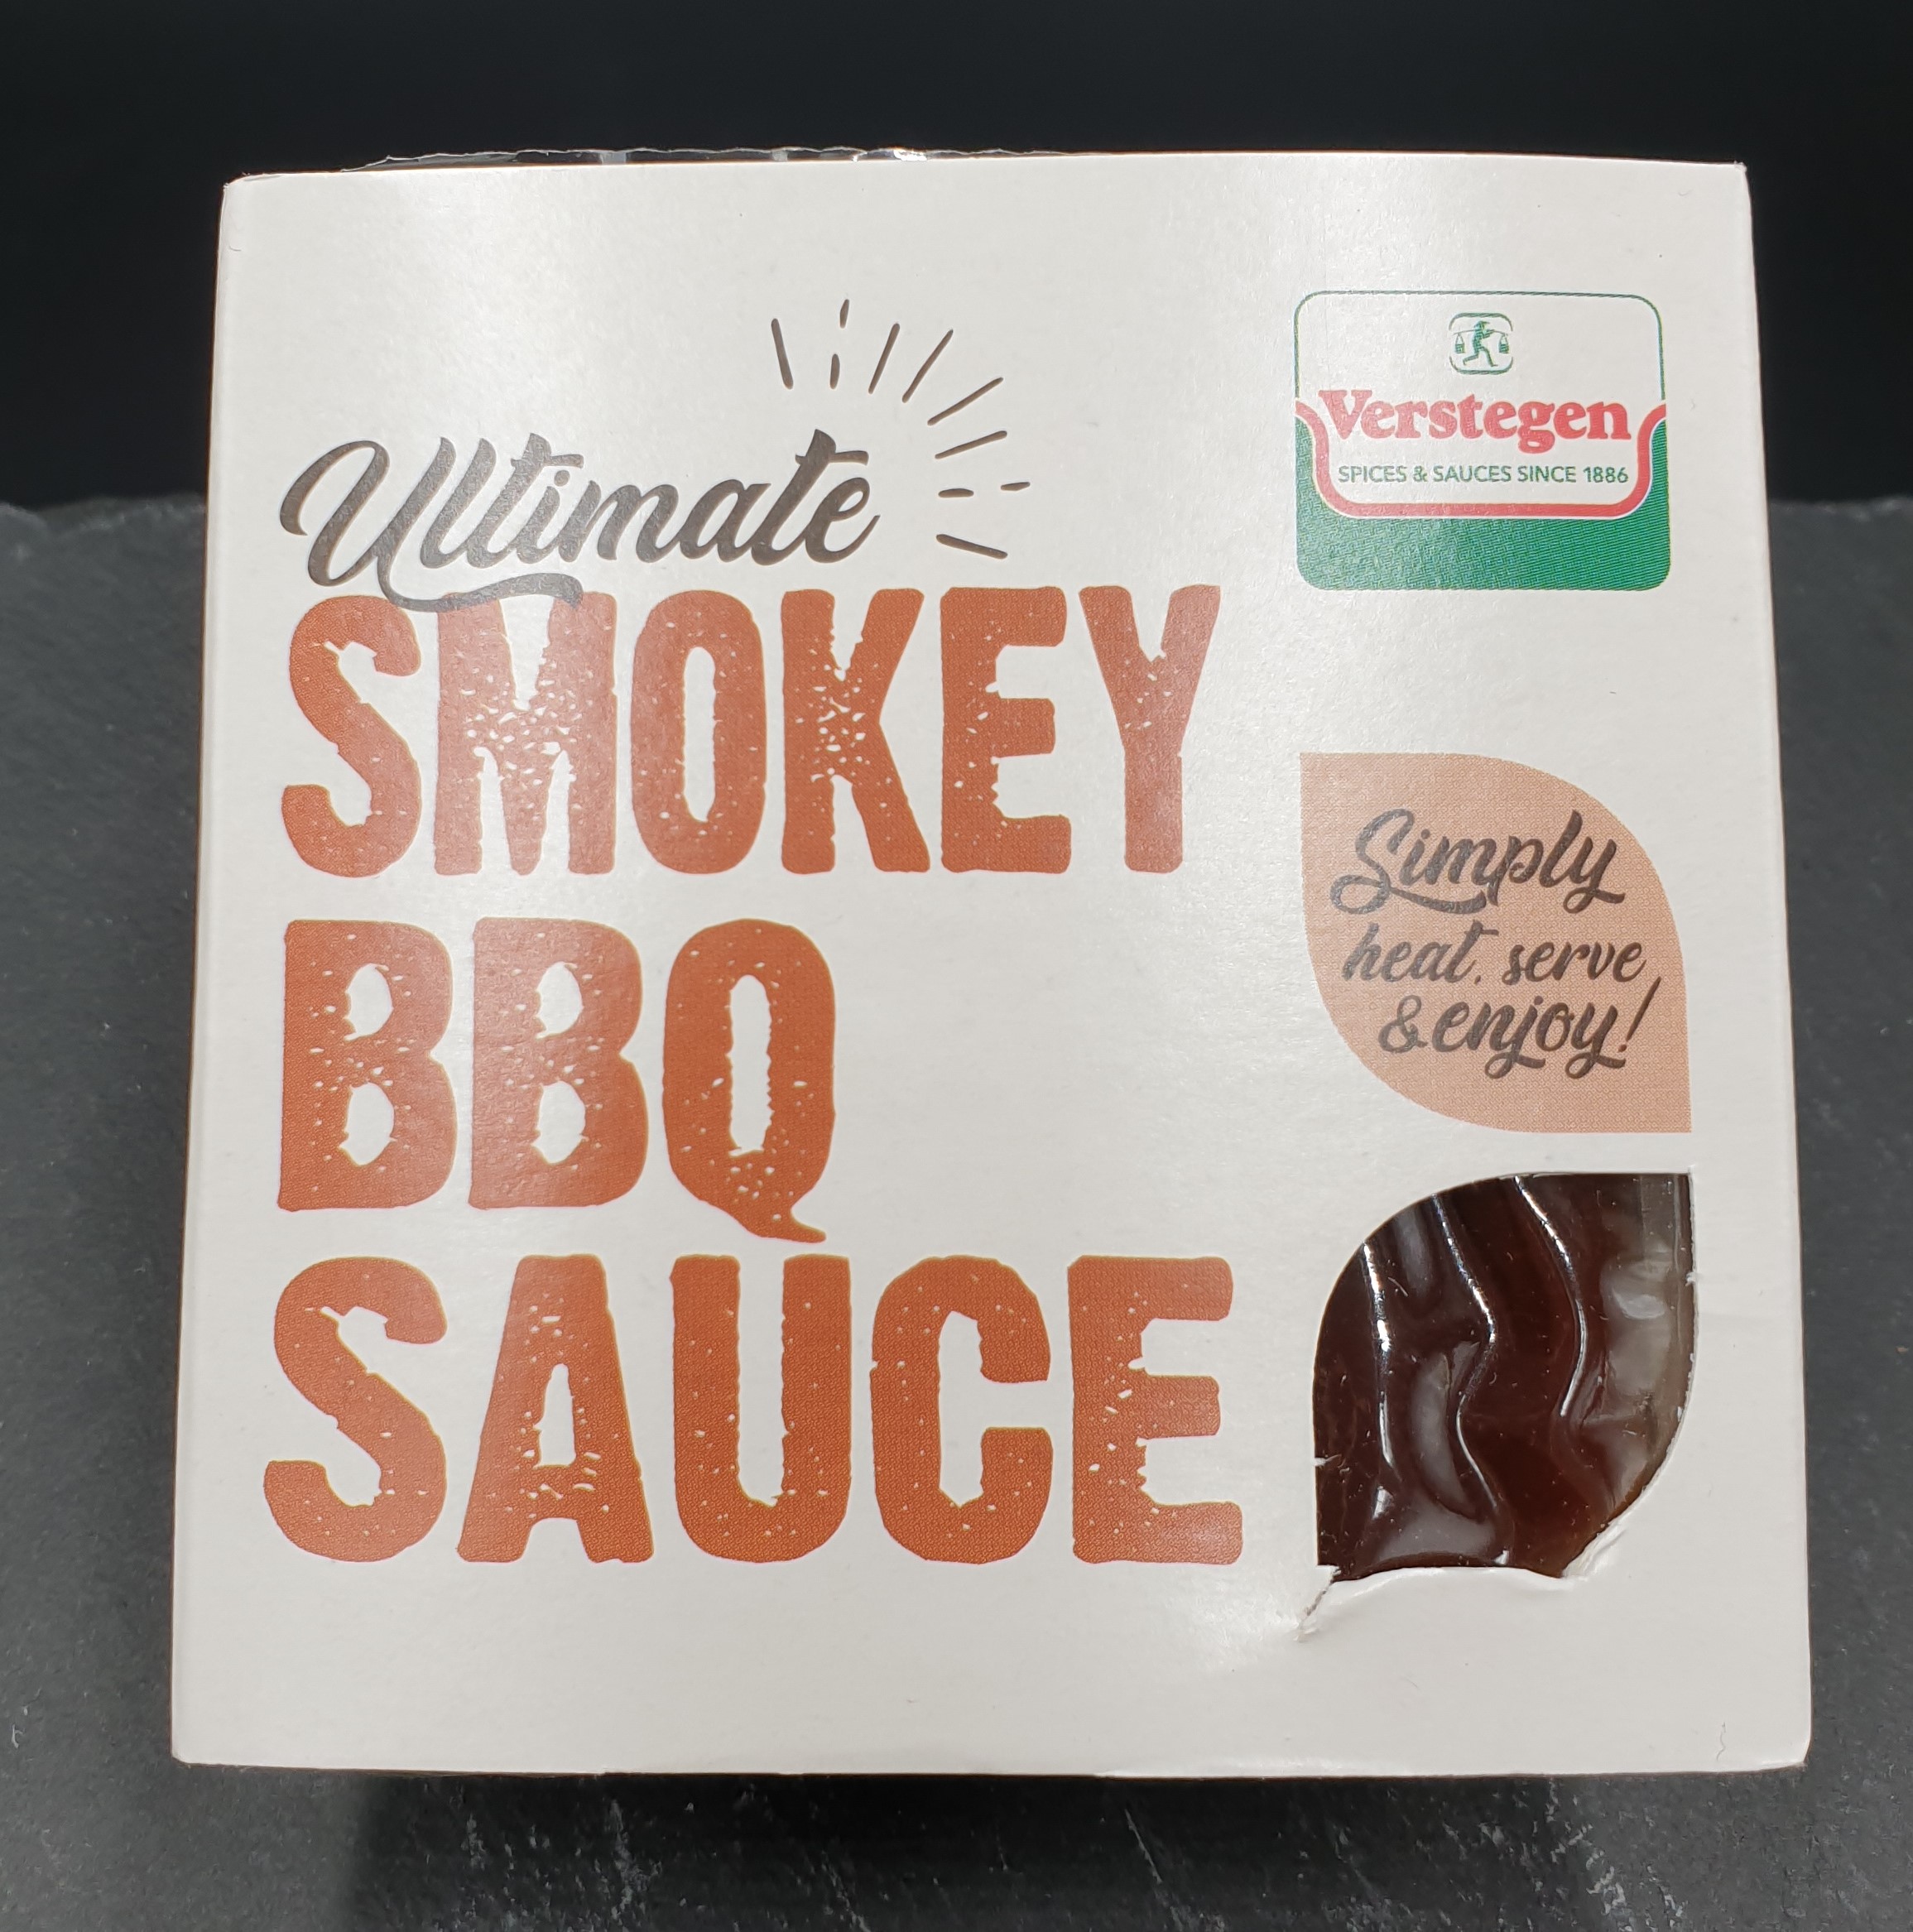 Ultimate
SMOKEY
BBQ
SAUCE
Verstegen
SPICES & SAUCES SINCE 1886
Simply
heat, serve
& enjoy!